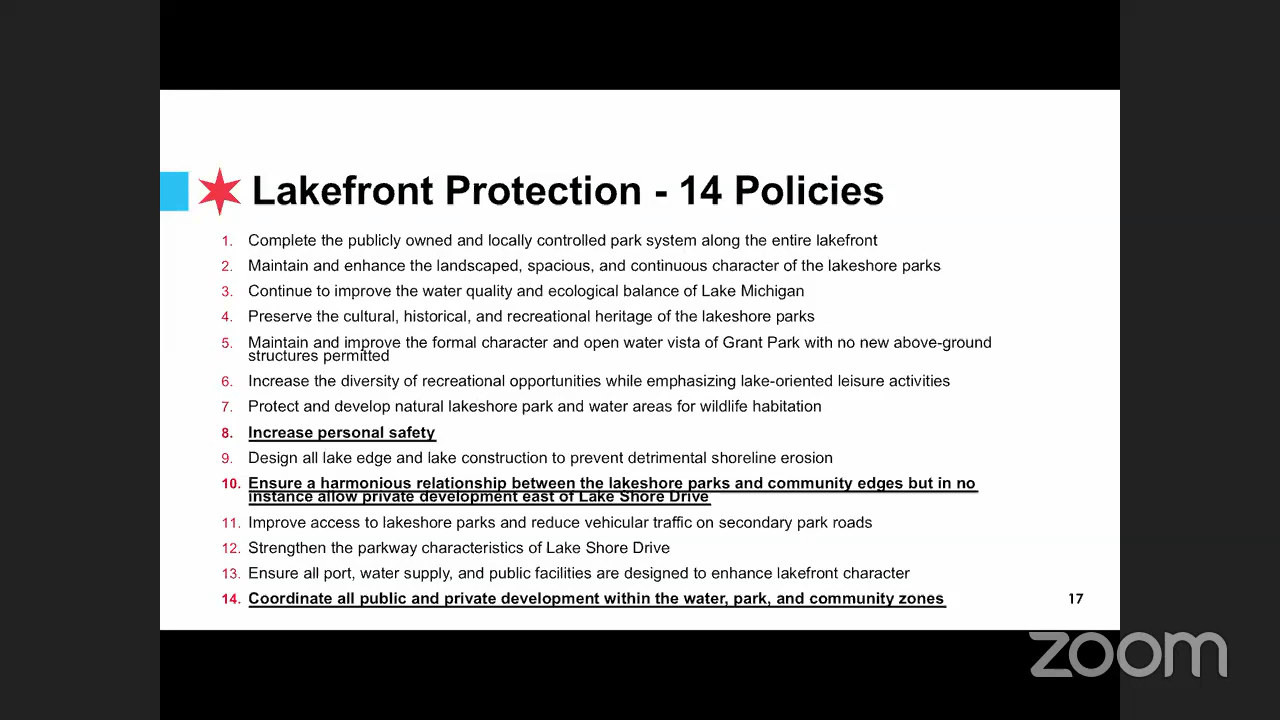 Lakefront Protection - 14 Policies
1. Complete the publicly owned and locally controlled park system along the entire lakefront
2. Maintain and enhance the landscaped, spacious, and continuous character of the lakeshore parks
3. Continue to improve the water quality and ecological balance of Lake Michigan
4. Preserve the cultural, historical, and recreational heritage of the lakeshore parks
5. Maintain and improve the formal character and open water vista of Grant Park with no new above-ground
structures permitted
6. Increase the diversity of recreational opportunities while emphasizing lake-oriented leisure activities
7. Protect and develop natural lakeshore park and water areas for wildlife habitation
8. Increase personal safety
9. Design all lake edge and lake construction to prevent detrimental shoreline erosion
10. Ensure a harmonious relationship between the lakeshore parks and community edges but in no
instance allow private development east of Lake Shore Drive
11. Improve access to lakeshore parks and reduce vehicular traffic on secondary park roads
12. Strengthen the parkway characteristics of Lake Shore Drive
13. Ensure all port, water supply, and public facilities are designed to enhance lakefront character
14. Coordinate all public and private development within the water, park, and community zones
17
zoom